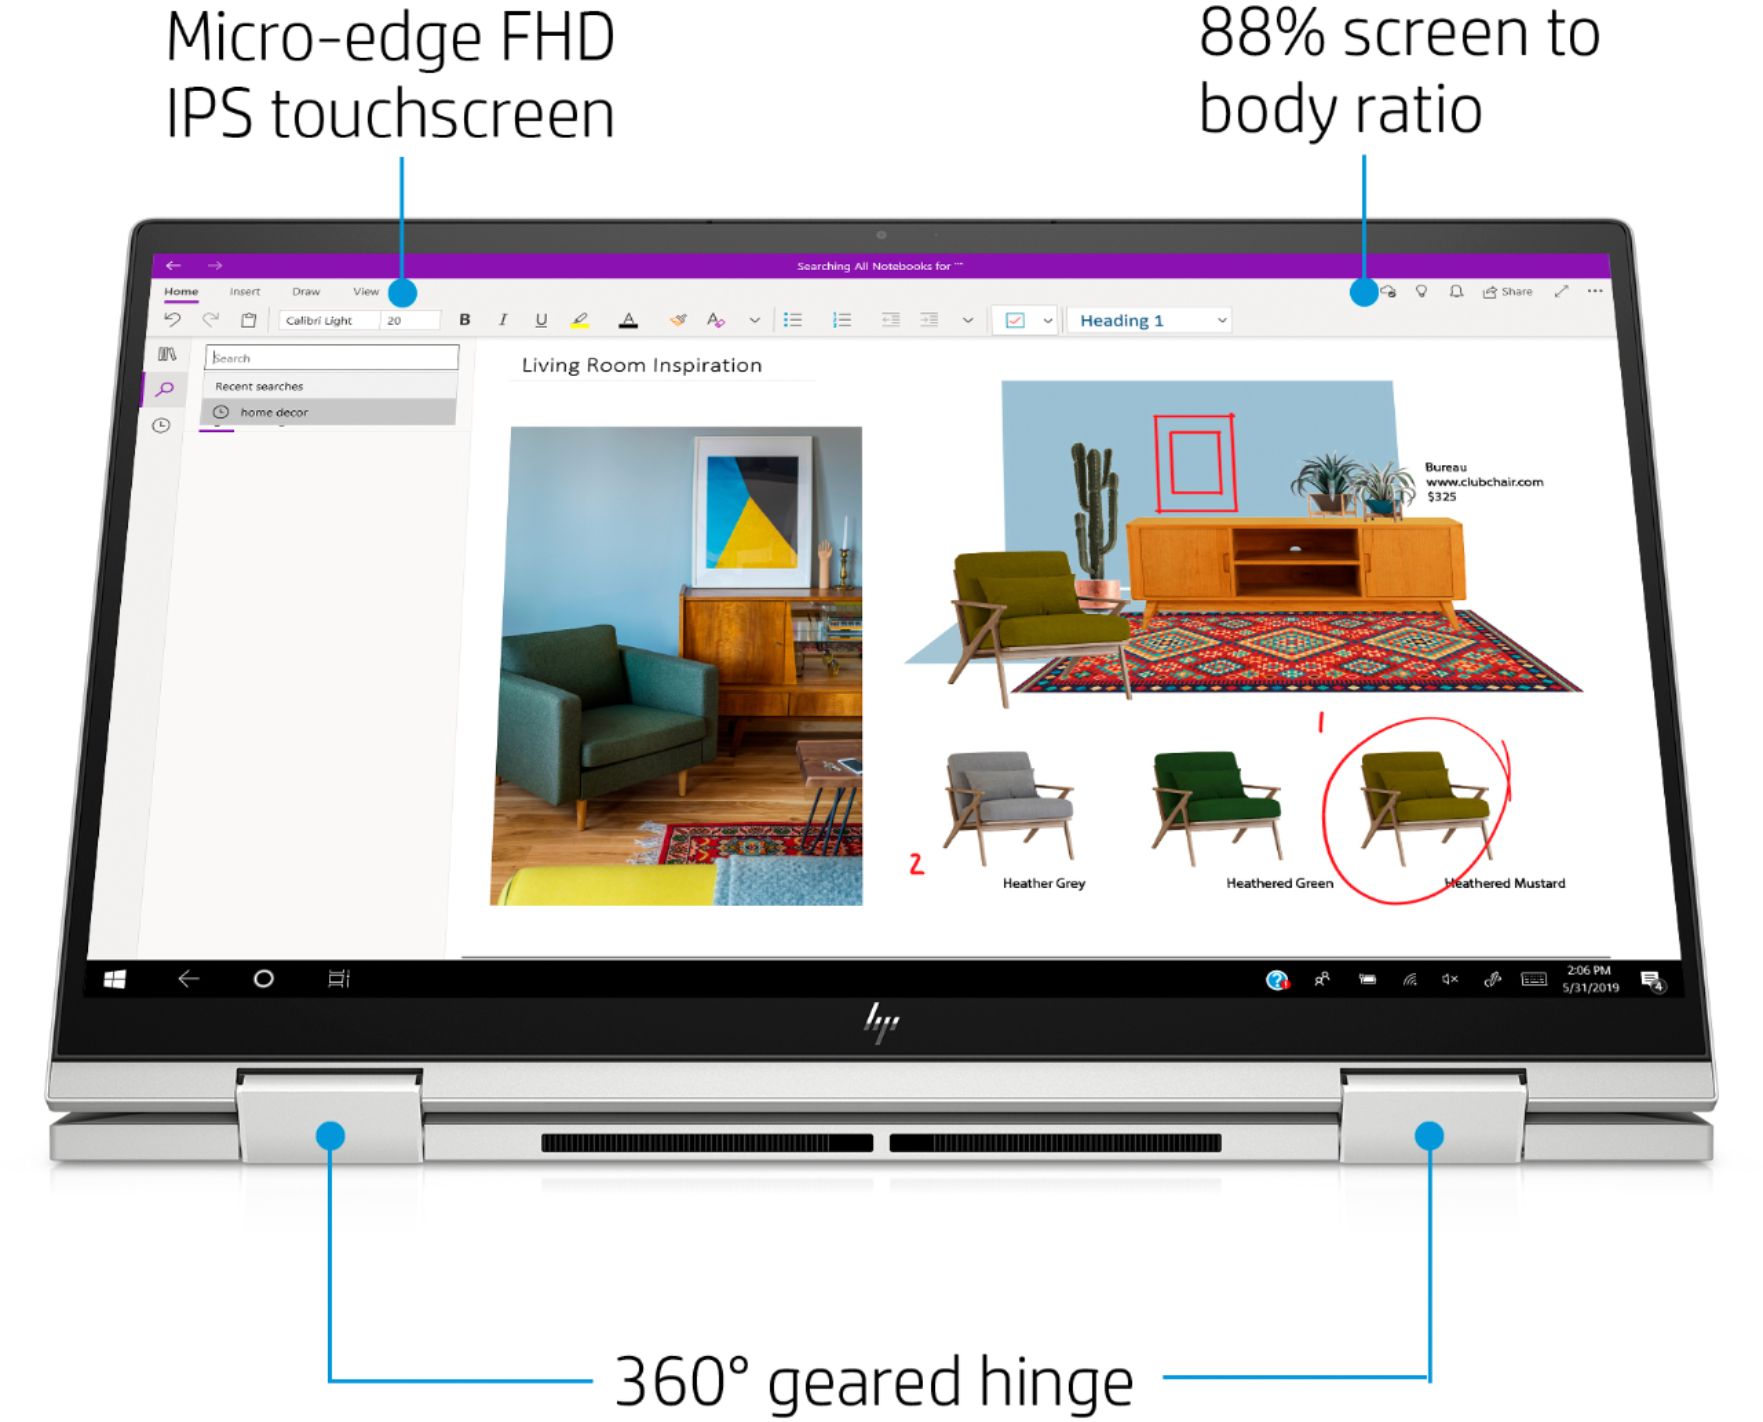 Micro-edge FHD
IPS touchscreen
88% screen to
body ratio
Searching All Notebooks for ""
Home Insert Draw View
Share
Calibri Light 20 B I U A A Heading 1
Search
Recent searches
home decor
Living Room Inspiration
Bureau
www.clubchair.com
$325
1
2
Heather Grey Heathered Green Heathered Mustard
2:06 PM
5/31/2019
4
hp
360° geared hinge